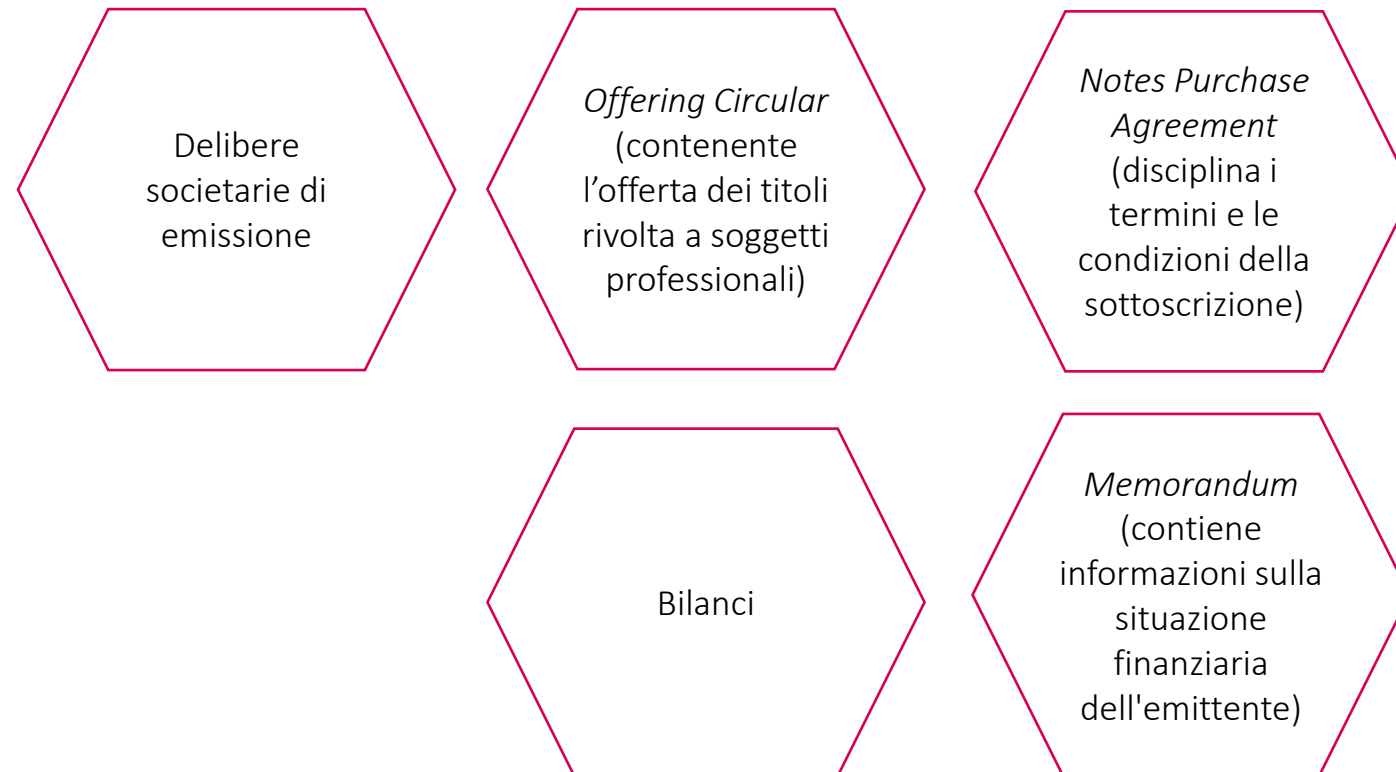 Delibere
societarie di
emissione
Offering Circular
(contenente
l’offerta dei titoli
rivolta a soggetti
professionali)
Notes Purchase
Agreement
(disciplina i
termini e le
condizioni della
sottoscrizione)
Bilanci
Memorandum
(contiene
informazioni sulla
situazione
finanziaria
dell'emittente)